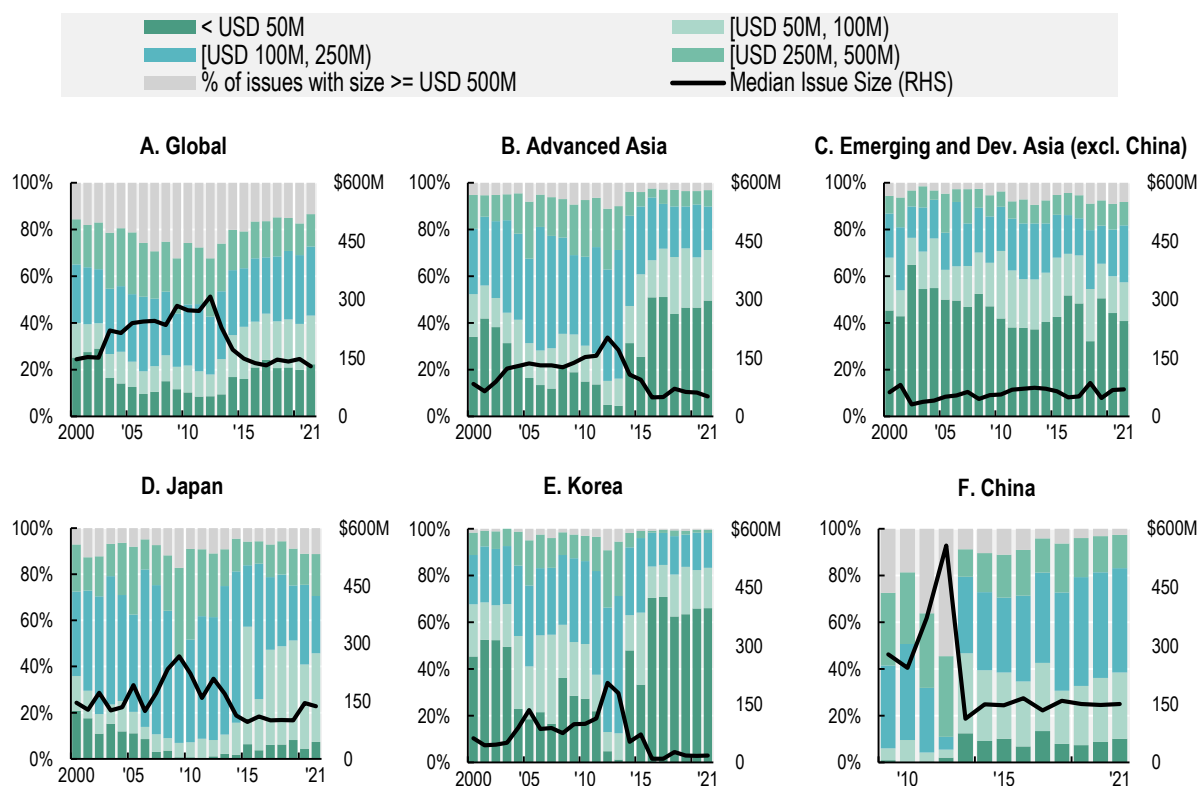 < USD 50M
[USD 50M, 100M)
[USD 100M, 250M)
[USD 250M, 500M)
% of issues with size >= USD 500M
Median Issue Size (RHS)
A. Global
100%
80%
60%
40%
20%
0%
$600M
450
300
150
0
2000 '05 '10 '15 '21
B. Advanced Asia
100%
80%
60%
40%
20%
0%
$600M
450
300
150
0
2000 '05 '10 '15 '21
C. Emerging and Dev. Asia (excl. China)
100%
80%
60%
40%
20%
0%
$600M
450
300
150
0
2000 '05 '10 '15 '21
D. Japan
100%
80%
60%
40%
20%
0%
$600M
450
300
150
0
2000 '05 '10 '15 '21
E. Korea
100%
80%
60%
40%
20%
0%
$600M
450
300
150
0
2000 '05 '10 '15 '21
F. China
100%
80%
60%
40%
20%
0%
$600M
450
300
150
0
'10 '15 '21